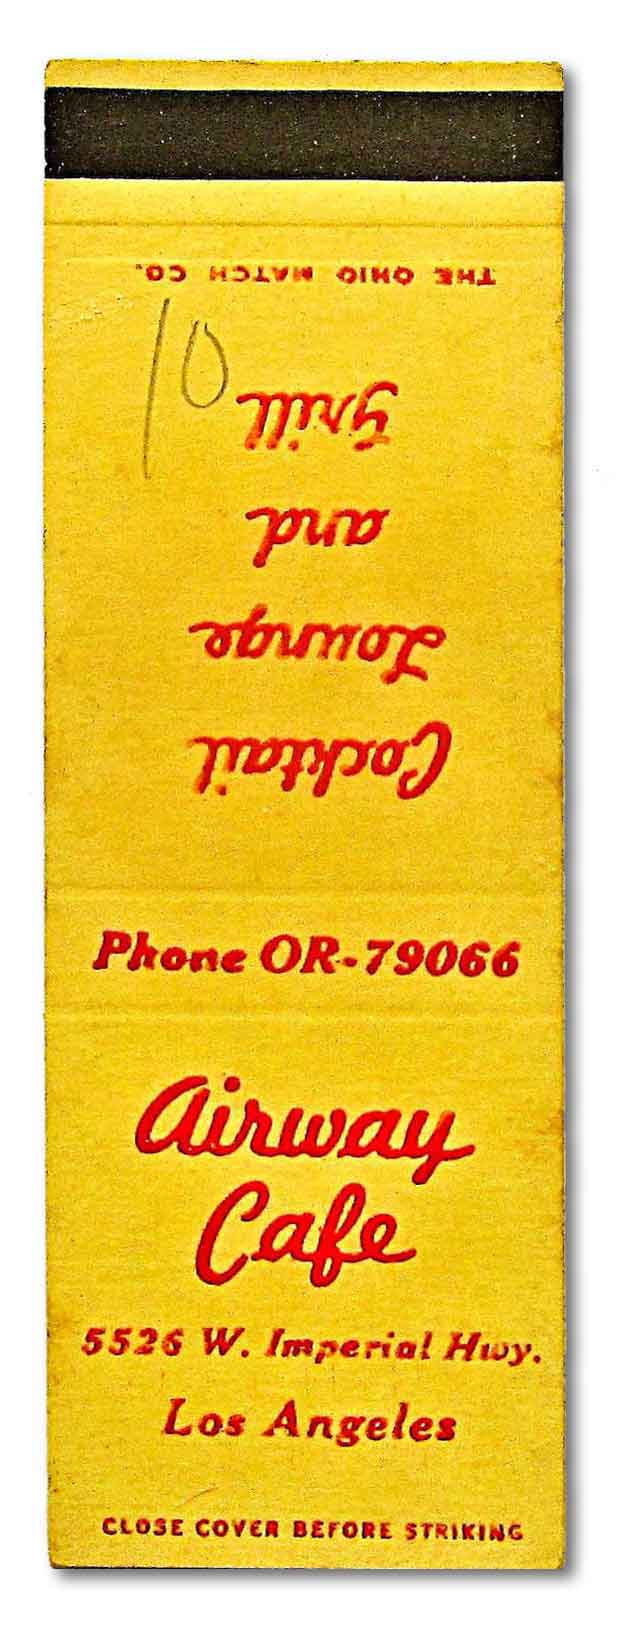 THE OHIO MATCH CO.
10
Cocktail
Lounge
and
Grill
Phone OR-79066
Airway
Cafe
5526 W. Imperial Hwy.
Los Angeles
CLOSE COVER BEFORE STRIKING